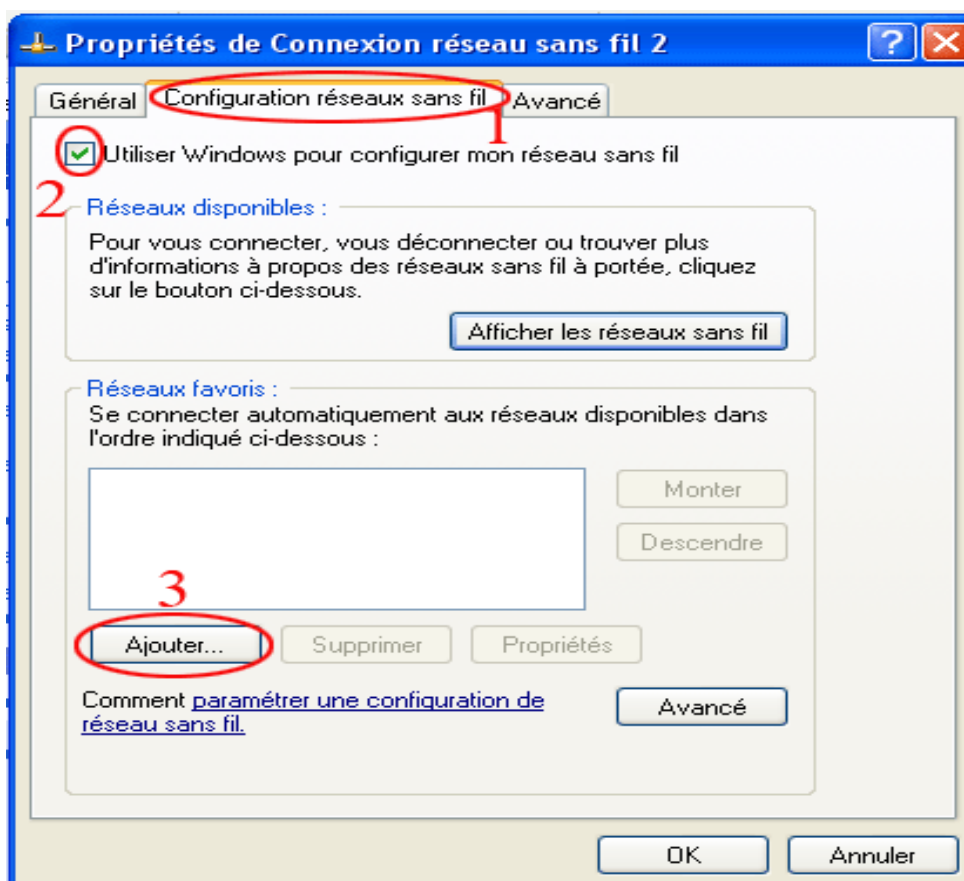 Propriétés de Connexion réseau sans fil 2
?
Général Configuration réseaux sans fil Avancé
1
Utiliser Windows pour configurer mon réseau sans fil
2
Réseaux disponibles :
Pour vous connecter, vous déconnecter ou trouver plus
d'informations à propos des réseaux sans fil à portée, cliquez
sur le bouton ci-dessous.
Afficher les réseaux sans fil
Réseaux favoris :
Se connecter automatiquement aux réseaux disponibles dans
l'ordre indiqué ci-dessous :
Monter
Descendre
3
Ajouter... Supprimer Propriétés
Comment paramétrer une configuration de
réseau sans fil.
Avancé
OK Annuler